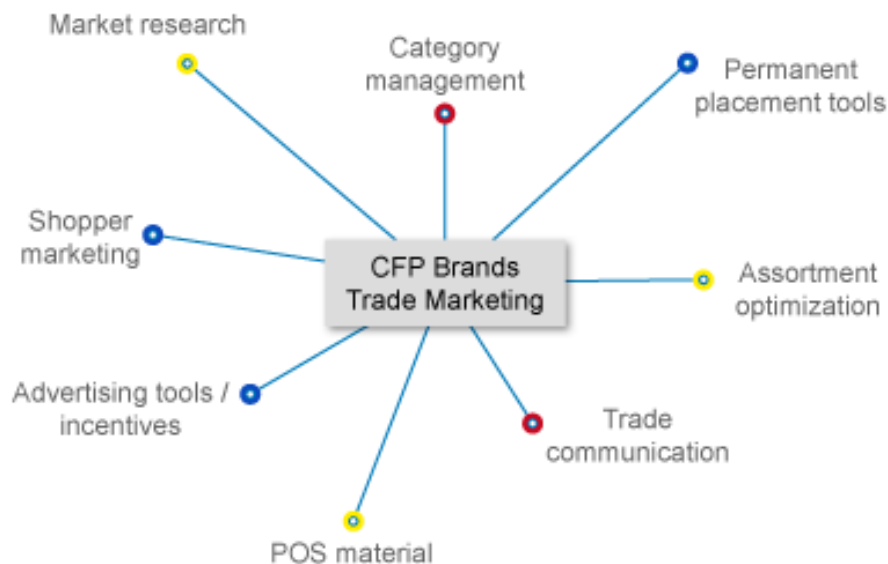 Market research
Category
management
Permanent
placement tools
Shopper
marketing
CFP Brands
Trade Marketing
Assortment
optimization
Advertising tools /
incentives
Trade
communication
POS material